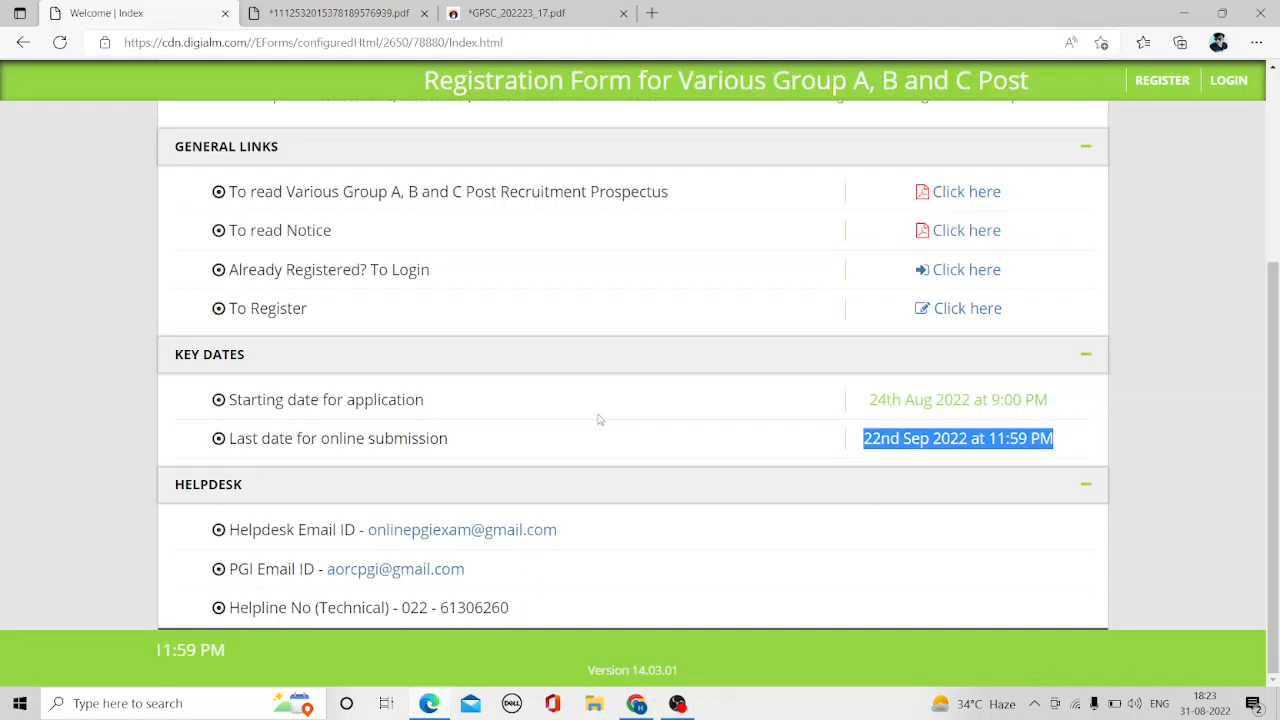 Welcome | Index
*11125320153781895​76939.pdf
*GPSC_202223_17.pdf
https://cdn.digialm.com//EForms/configuredHtml/2650/78880/Index.html
Registration Form for Various Group A, B and C Post
REGISTER
LOGIN
GENERAL LINKS
To read Various Group A, B and C Post Recruitment Prospectus
Click here
To read Notice
Click here
Already Registered? To Login
Click here
To Register
Click here
KEY DATES
Starting date for application
24th Aug 2022 at 9:00 PM
Last date for online submission
22nd Sep 2022 at 11:59 PM
HELPDESK
Helpdesk Email ID - onlinepgiexam@gmail.com
PGI Email ID - aorcpgi@gmail.com
Helpline No (Technical) - 022 - 61306260
11:59 PM
Version 14.03.01
Type here to search
DELL
34°C Haze
ENG
18:23
31-08-2022
2